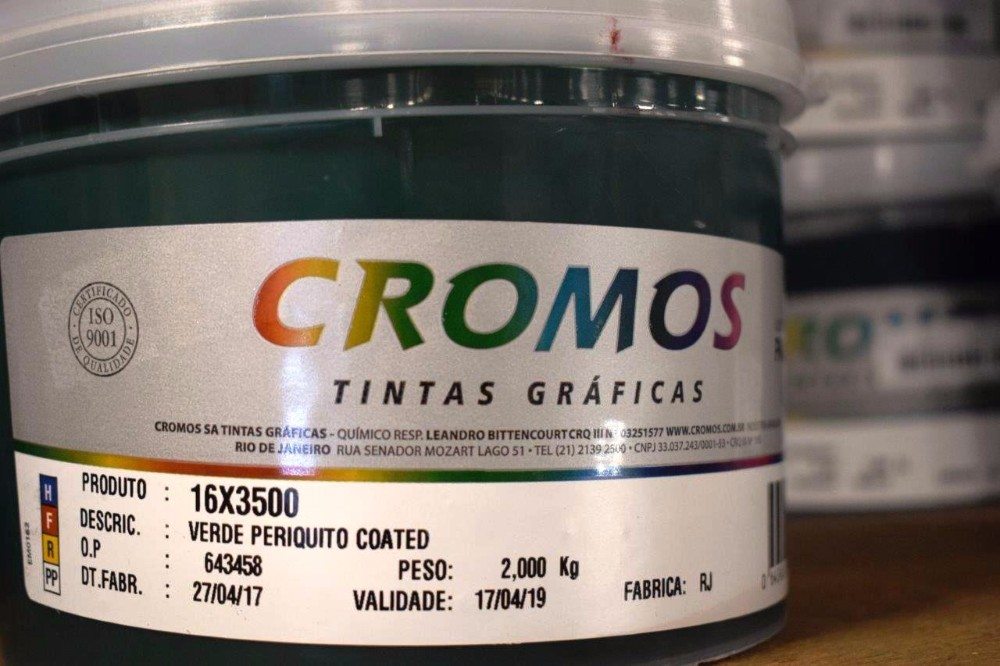 CERTIFICADO
ISO
9001
DE QUALIDADE
CROMOS
TINTAS GRÁFICAS
CROMOS SA TINTAS GRÁFICAS - QUÍMICO RESP. LEANDRO BITTENCOURT CRQ III Nº 03251577 WWW.CROMOS.COM.BR
RIO DE JANEIRO RUA SENADOR MOZART LAGO 51 • TEL (21) 2139 2600 • CNPJ 33.037.243/0001-69 •
H
F
R
PP
EM0162
PRODUTO : 16X3500
DESCRIC. : VERDE PERIQUITO COATED
O.P : 643458 PESO: 2,000 Kg
DT.FABR. : 27/04/17 VALIDADE: 17/04/19 FABRICA: RJ